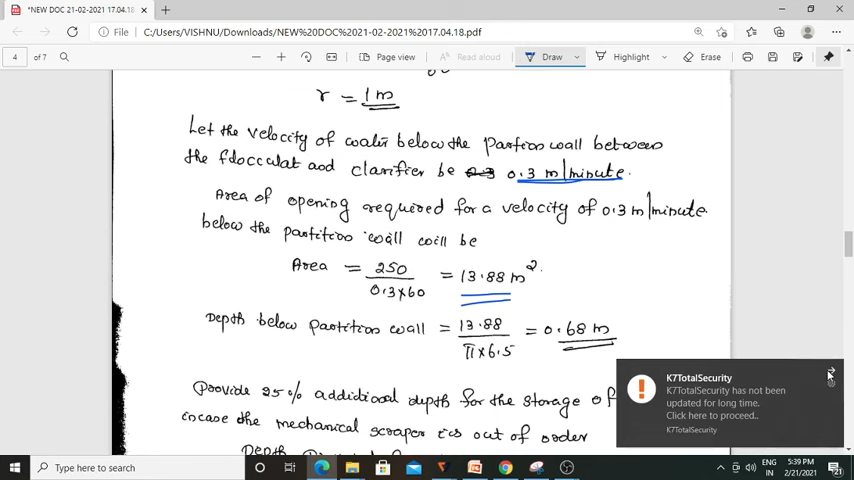 *NEW DOC 21-02-2021 17.04.18.p
C:/Users/VISHNU/Downloads/NEW%20DOC%2021-02-2021%2017.04.18.pdf
4 of 7
Page view
Read aloud
Draw
Highlight
Erase
r = 1 m
Let the velocity of water below the partion wall between
the fdocculat and clarifier be 0.3 m/minute.
Area of opening required for a velocity of 0.3 m/minute
below the partition wall will be
Area = 250 / 0.3x60 = 13.88 m2.
Depth below partition wall = 13.88 / π x 6.5 = 0.68 m
Provide 25% additional depth for the storage of
incase the mechanical scraper is out of order
K7TotalSecurity
K7TotalSecurity has not been
updated for long time.
Click here to proceed..
K7TotalSecurity
Type here to search
ENG
IN
5:39 PM
2/21/2021
21